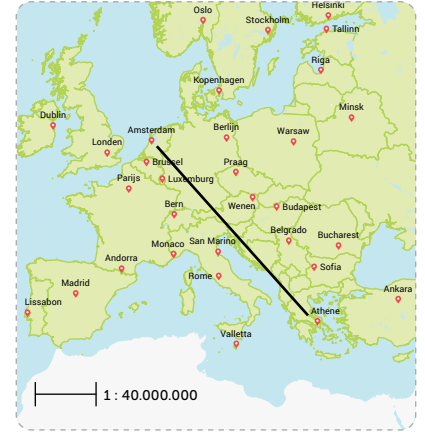 Oslo
Helsinki
Stockholm
Tallinn
Riga
Kopenhagen
Minsk
Dublin
Amsterdam
Berlijn
Warsaw
Londen
Brussel
Praag
Parijs
Luxemburg
Bern
Wenen
Budapest
Belgrado
Bucharest
Monaco
San Marino
Andorra
Sofia
Rome
Madrid
Ankara
Lissabon
Athene
Valletta
1 : 40.000.000